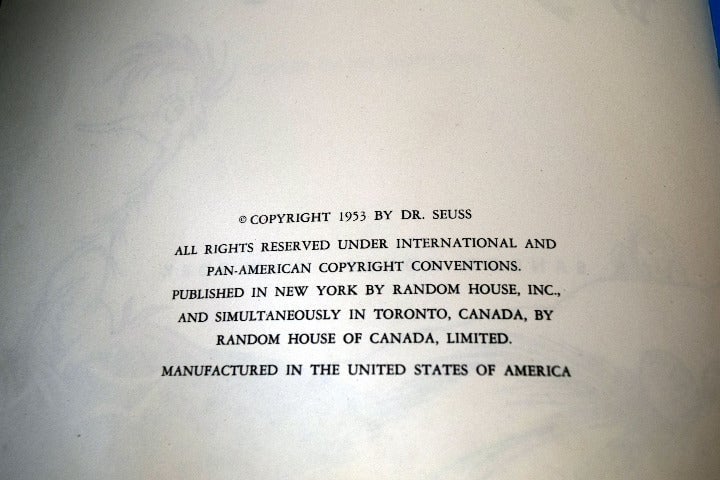 © COPYRIGHT 1953 BY DR. SEUSS
ALL RIGHTS RESERVED UNDER INTERNATIONAL AND
PAN-AMERICAN COPYRIGHT CONVENTIONS.
PUBLISHED IN NEW YORK BY RANDOM HOUSE, INC.,
AND SIMULTANEOUSLY IN TORONTO, CANADA, BY
RANDOM HOUSE OF CANADA, LIMITED.
MANUFACTURED IN THE UNITED STATES OF AMERICA